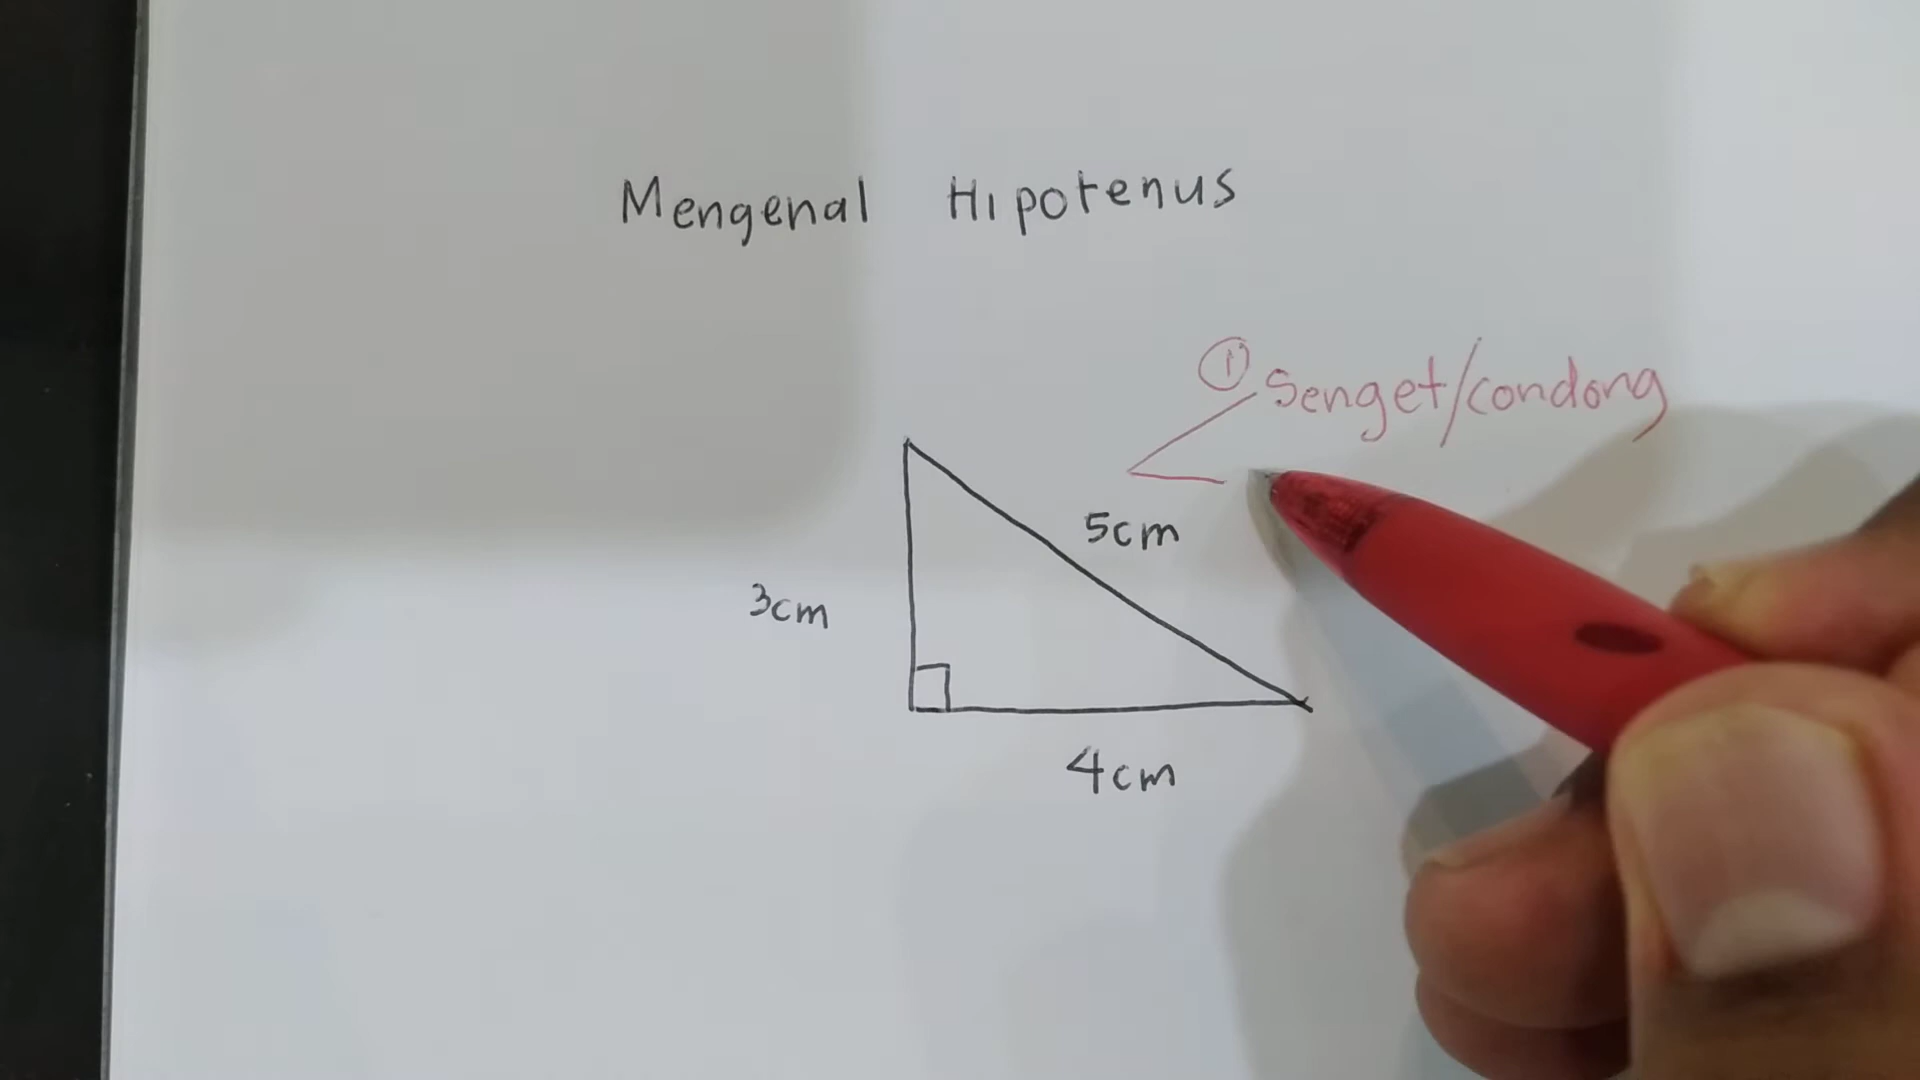 Mengenal Hipotenus
① Senget/condong
5cm
3cm
4cm